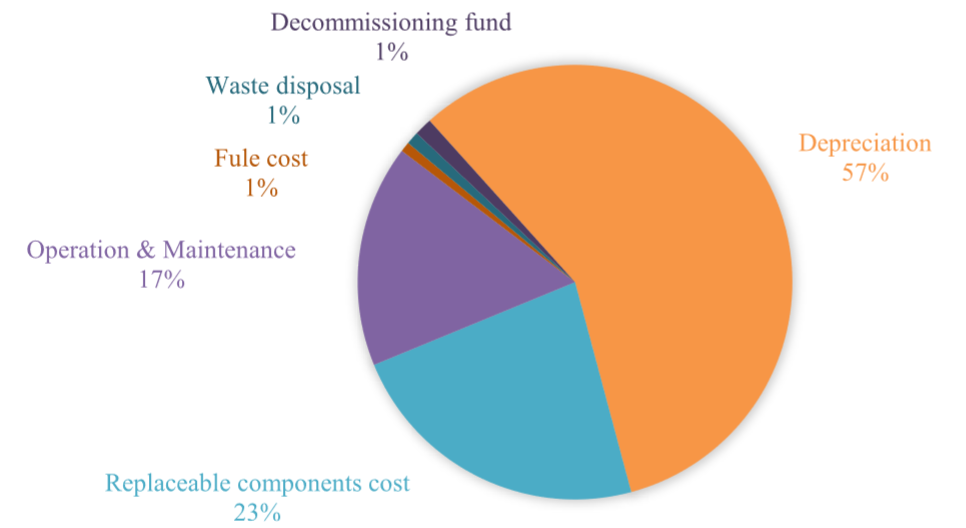 Decommissioning fund
1%
Waste disposal
1%
Fule cost
1%
Operation & Maintenance
17%
Depreciation
57%
Replaceable components cost
23%